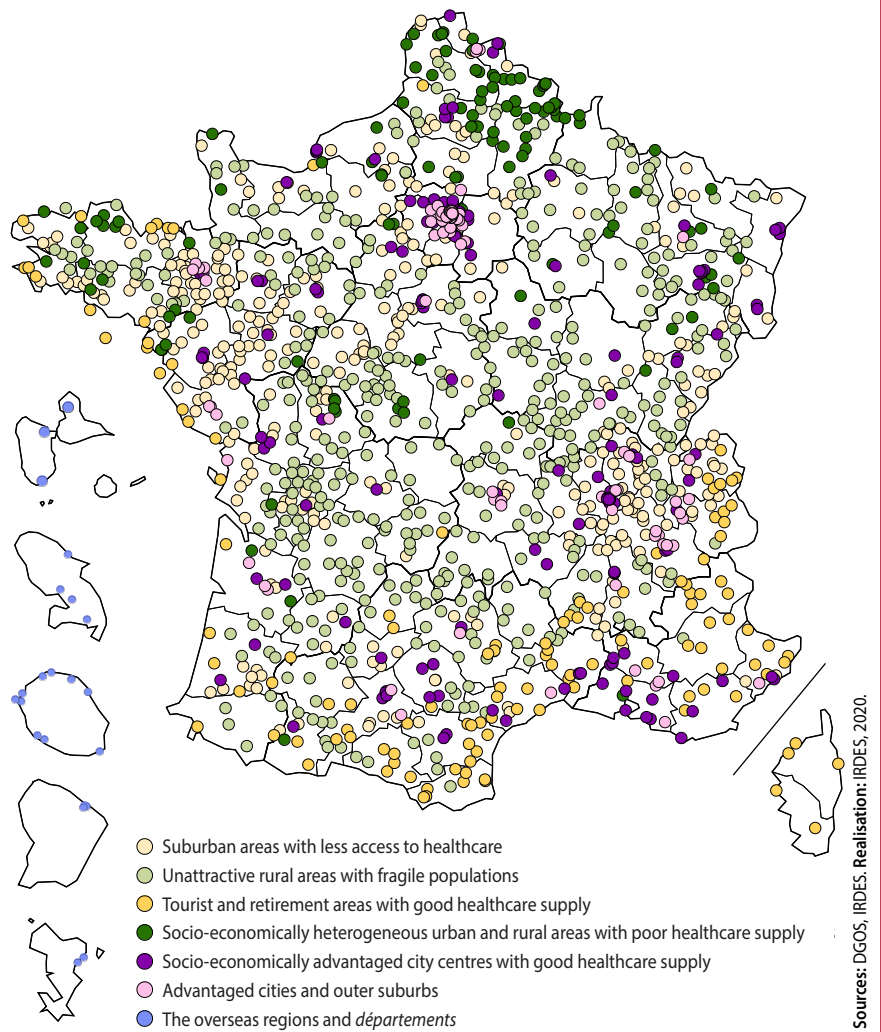 Suburban areas with less access to healthcare
Unattractive rural areas with fragile populations
Tourist and retirement areas with good healthcare supply
Socio-economically heterogeneous urban and rural areas with poor healthcare supply
Socio-economically advantaged city centres with good healthcare supply
Advantaged cities and outer suburbs
The overseas regions and départements
Sources: DGOS, IRDES. Realisation: IRDES, 2020.